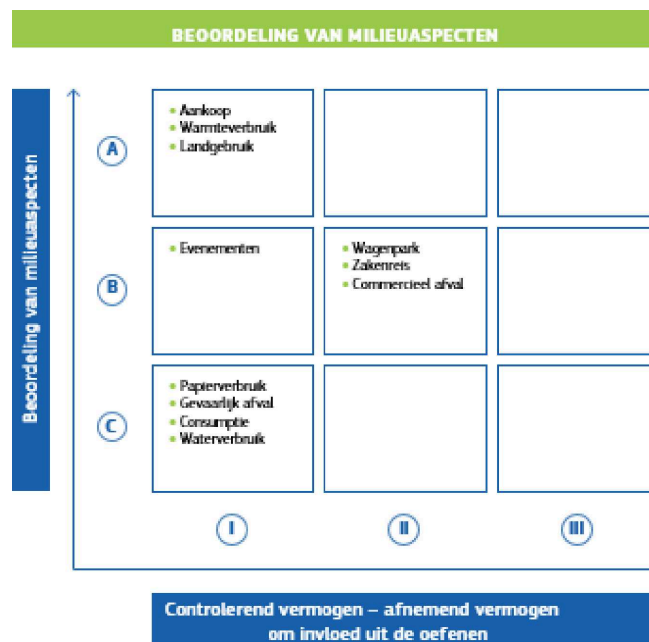 BEOORDELING VAN MILIEUASPECTEN
Beoordeling van milieuaspecten
A
• Aankoop
• Warmteverbruik
• Landgebruik
B
• Evenementen
• Wagenpark
• Zakenreis
• Commercieel afval
C
• Papierverbruik
• Gevaarlijk afval
• Consumptie
• Waterverbruik
I
II
III
Controlerend vermogen – afnemend vermogen
om invloed uit de oefenen